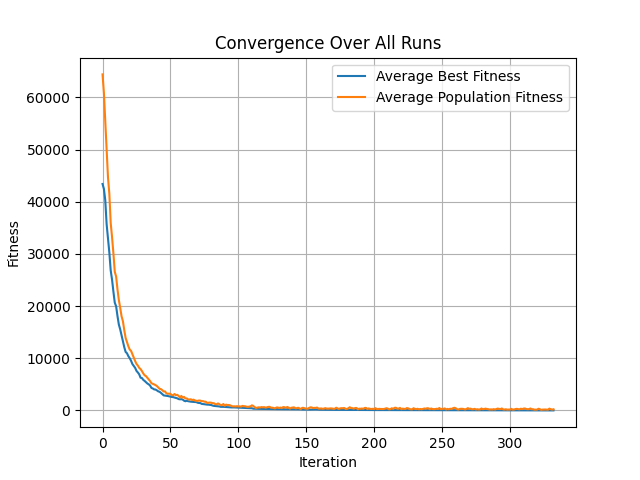 Convergence Over All Runs
Average Best Fitness
Average Population Fitness
Fitness
60000
50000
40000
30000
20000
10000
0
0 50 100 150 200 250 300
Iteration